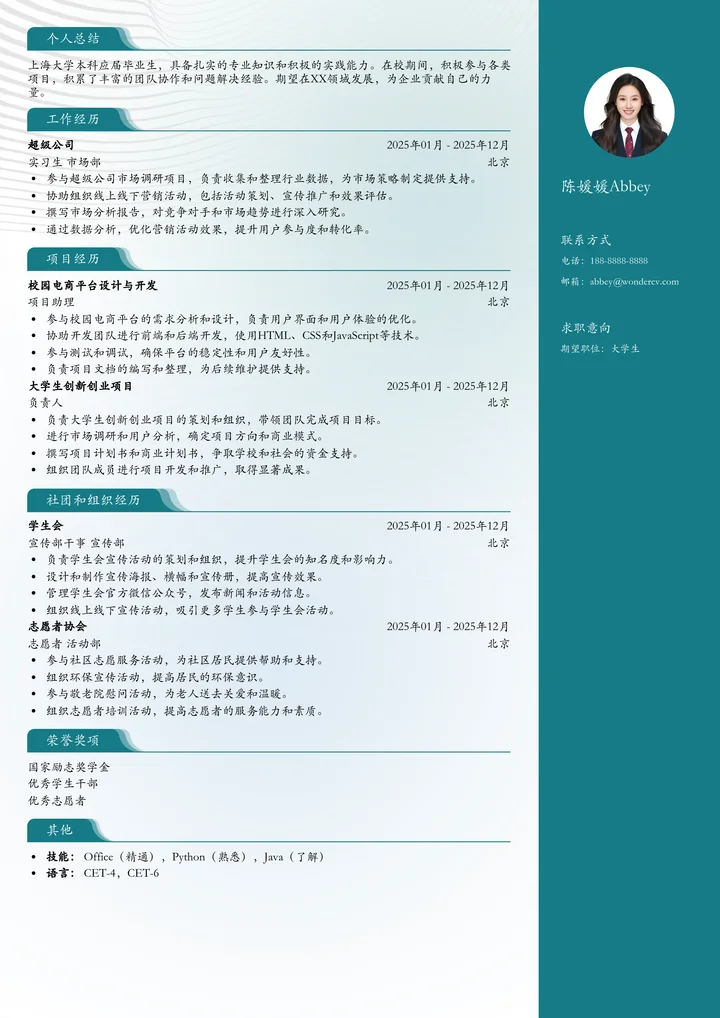 个人总结
上海大学本科应届毕业生，具备扎实的专业知识和积极的实践能力。在校期间，积极参与各类
项目，积累了丰富的团队协作和问题解决经验。期望在XX领域发展，为企业贡献自己的力
量。
工作经历
超级公司 2025年01月 - 2025年12月
实习生 市场部 北京
• 参与超级公司市场调研项目，负责收集和整理行业数据，为市场策略制定提供支持。
• 协助组织线上线下营销活动，包括活动策划、宣传推广和效果评估。
• 撰写市场分析报告，对竞争对手和市场趋势进行深入研究。
• 通过数据分析，优化营销活动效果，提升用户参与度和转化率。
项目经历
校园电商平台设计与开发 2025年01月 - 2025年12月
项目助理 北京
• 参与校园电商平台的需求分析和设计，负责用户界面和用户体验的优化。
• 协助开发团队进行前端和后端开发，使用HTML、CSS和JavaScript等技术。
• 参与测试和调试，确保平台的稳定性和用户友好性。
• 负责项目文档的编写和整理，为后续维护提供支持。
大学生创新创业项目 2025年01月 - 2025年12月
负责人 北京
• 负责大学生创新创业项目的策划和组织，带领团队完成项目目标。
• 进行市场调研和用户分析，确定项目方向和商业模式。
• 撰写项目计划书和商业计划书，争取学校和社会的资金支持。
• 组织团队成员进行项目开发和推广，取得显著成果。
社团和组织经历
学生会 2025年01月 - 2025年12月
宣传部干事 宣传部 北京
• 负责学生会宣传活动的策划和组织，提升学生会的知名度和影响力。
• 设计和制作宣传海报、横幅和宣传册，提高宣传效果。
• 管理学生会官方微信公众号，发布新闻和活动信息。
• 组织线上线下宣传活动，吸引更多学生参与学生会活动。
志愿者协会 2025年01月 - 2025年12月
志愿者 活动部 北京
• 参与社区志愿服务活动，为社区居民提供帮助和支持。
• 组织环保宣传活动，提高居民的环保意识。
• 参与敬老院慰问活动，为老人送去关爱和温暖。
• 组织志愿者培训活动，提高志愿者的服务能力和素质。
荣誉奖项
国家励志奖学金
优秀学生干部
优秀志愿者
其他
• 技能： Office（精通）, Python（熟悉）, Java（了解）
• 语言： CET-4，CET-6
陈媛媛Abbey
联系方式
电话：188-8888-8888
邮箱：abbey@wondercv.com
求职意向
期望职位：大学生